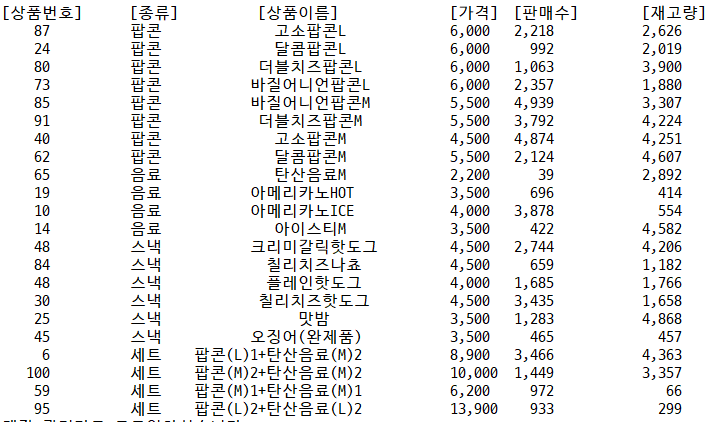 [상품번호] [종류] [상품이름] [가격] [판매수] [재고량]
87 팝콘 고소팝콘L 6,000 2,218 2,626
24 팝콘 달콤팝콘L 6,000 992 2,019
80 팝콘 더블치즈팝콘L 6,000 1,063 3,900
73 팝콘 바질어니언팝콘L 6,000 2,357 1,880
85 팝콘 바질어니언팝콘M 5,500 4,939 3,307
91 팝콘 더블치즈팝콘M 5,500 3,792 4,224
40 팝콘 고소팝콘M 4,500 4,874 4,251
62 팝콘 달콤팝콘M 5,500 2,124 4,607
65 음료 탄산음료M 2,200 39 2,892
19 음료 아메리카노HOT 3,500 696 414
10 음료 아메리카노ICE 4,000 3,878 554
14 음료 아이스티M 3,500 422 4,582
48 스낵 크리미갈릭핫도그 4,500 2,744 4,206
84 스낵 칠리치즈나쵸 4,500 659 1,182
48 스낵 플레인핫도그 4,000 1,685 1,766
30 스낵 칠리치즈핫도그 4,500 3,435 1,658
25 스낵 맛밤 3,500 1,283 4,868
45 스낵 오징어(완제품) 3,500 465 457
6 세트 팝콘(L)1+탄산음료(M)2 8,900 3,466 4,363
100 세트 팝콘(M)2+탄산음료(M)2 10,000 1,449 3,357
59 세트 팝콘(M)1+탄산음료(M)1 6,200 972 66
95 세트 팝콘(L)2+탄산음료(L)2 13,900 933 299